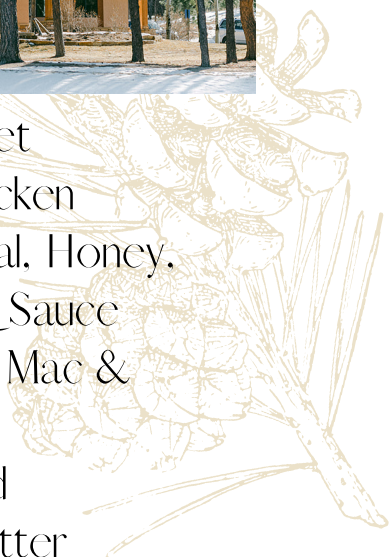 et
cken
al, Honey,
Sauce
Mac &
d
tter